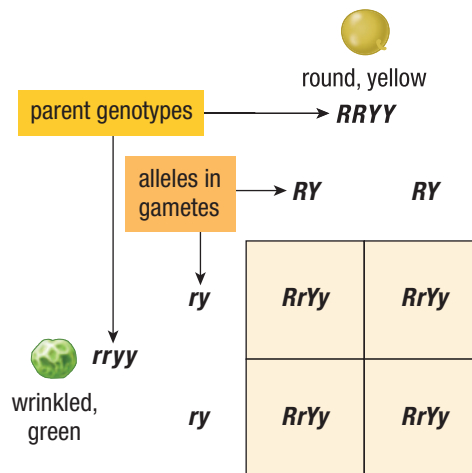 round, yellow
parent genotypes
RRYY
alleles in
gametes
RY RY
ry RrYy RrYy
rryy
wrinkled,
green
ry RrYy RrYy